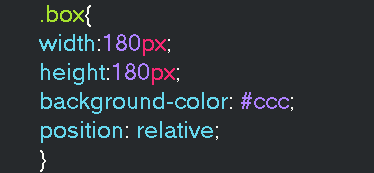 .box{
width:180px;
height:180px;
background-color: #ccc;
position: relative;
}